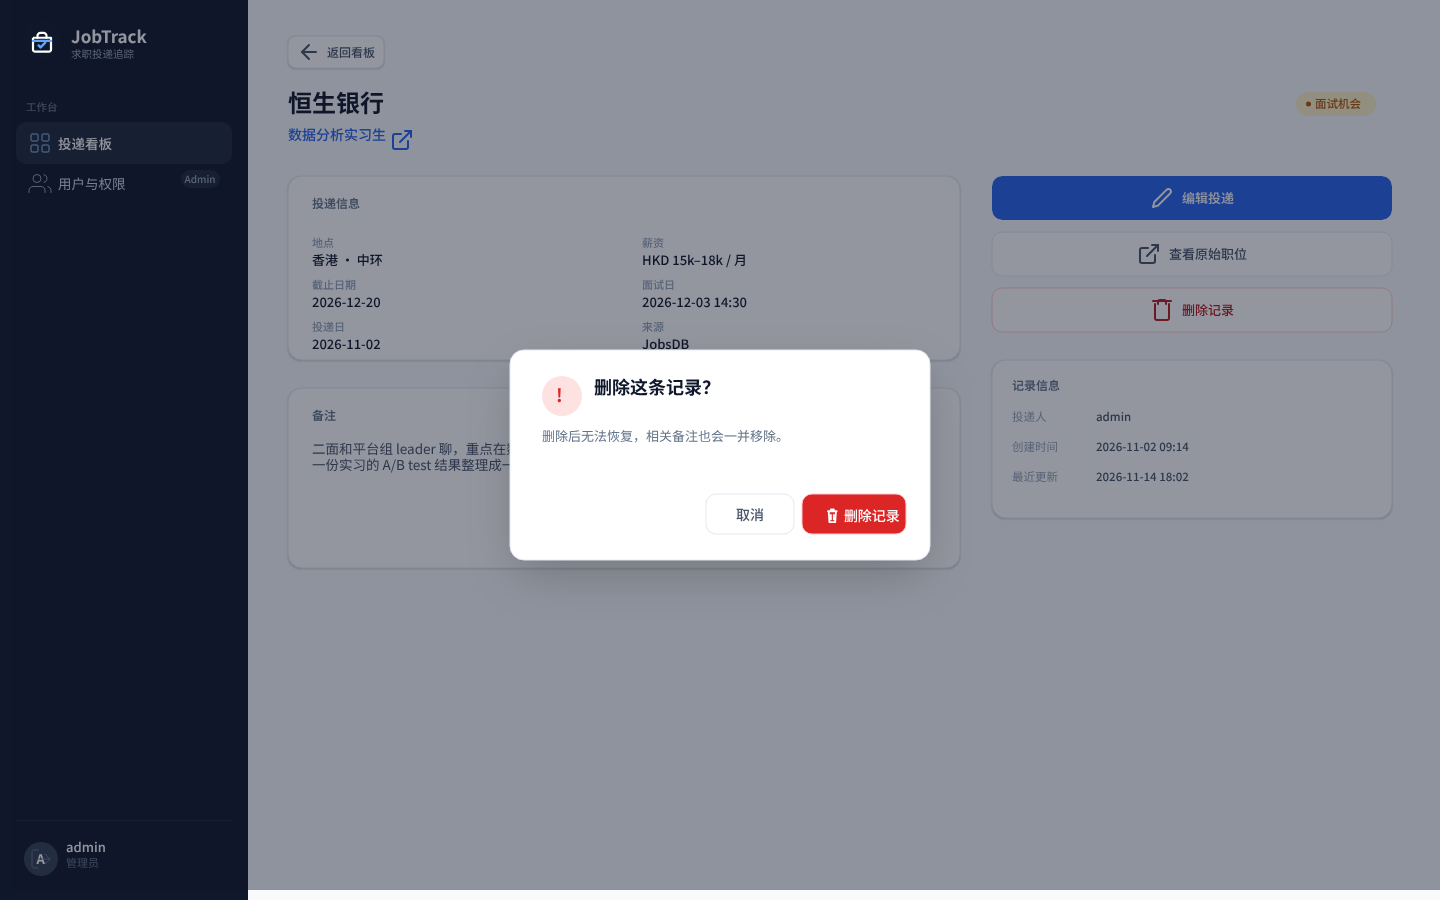 JobTrack
求职投递追踪
工作台
投递看板
用户与权限
Admin
A
admin
管理员
返回看板
恒生银行
数据分析实习生
面试机会
投递信息
地点
香港 · 中环
薪资
HKD 15k–18k / 月
截止日期
2026-12-20
面试日
2026-12-03 14:30
投递日
2026-11-02
来源
JobsDB
备注
二面和平台组 leader 聊，重点在
一份实习的 A/B test 结果整理成一
编辑投递
查看原始职位
删除记录
记录信息
投递人
admin
创建时间
2026-11-02 09:14
最近更新
2026-11-14 18:02
!
删除这条记录?
删除后无法恢复，相关备注也会一并移除。
取消
删除记录